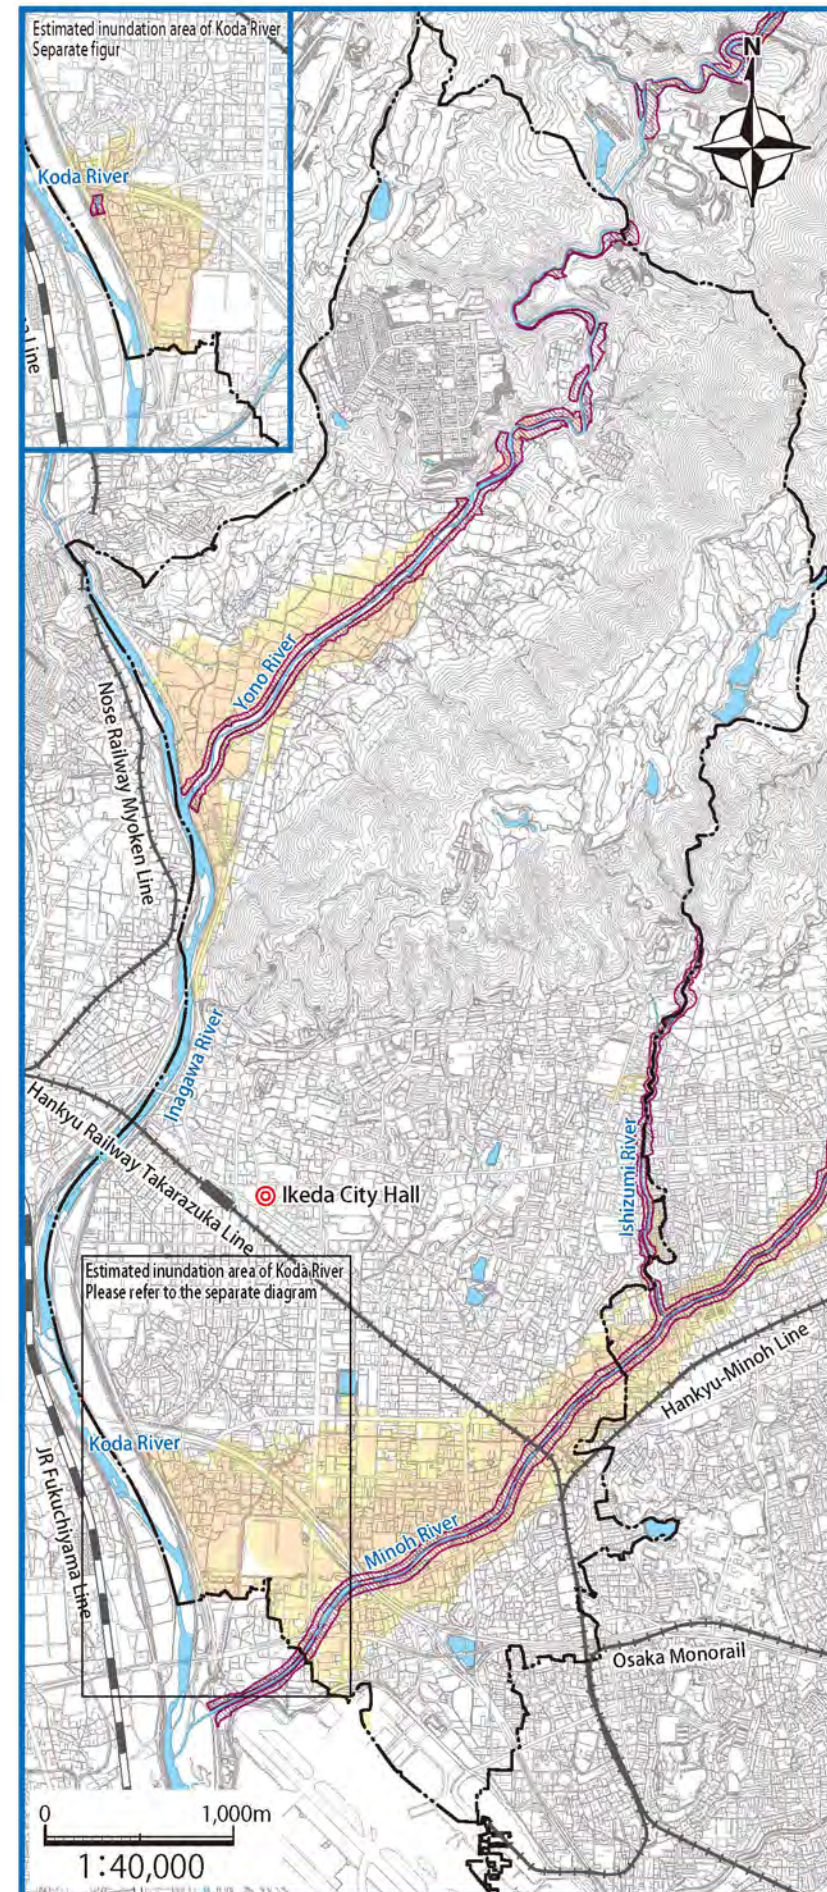 Estimated inundation area of Koda River
Separate figur
N
Koda River
Yono River
Nose Railway Myoken Line
Inagawa River
Hankyu Railway Takarazuka Line
Ikeda City Hall
Ishizumi River
Estimated inundation area of Koda River
Please refer to the separate diagram
Hankyu-Minoh Line
Koda River
JR Fukuchiyama Line
Minoh River
Osaka Monorail
0 1,000m
1:40,000